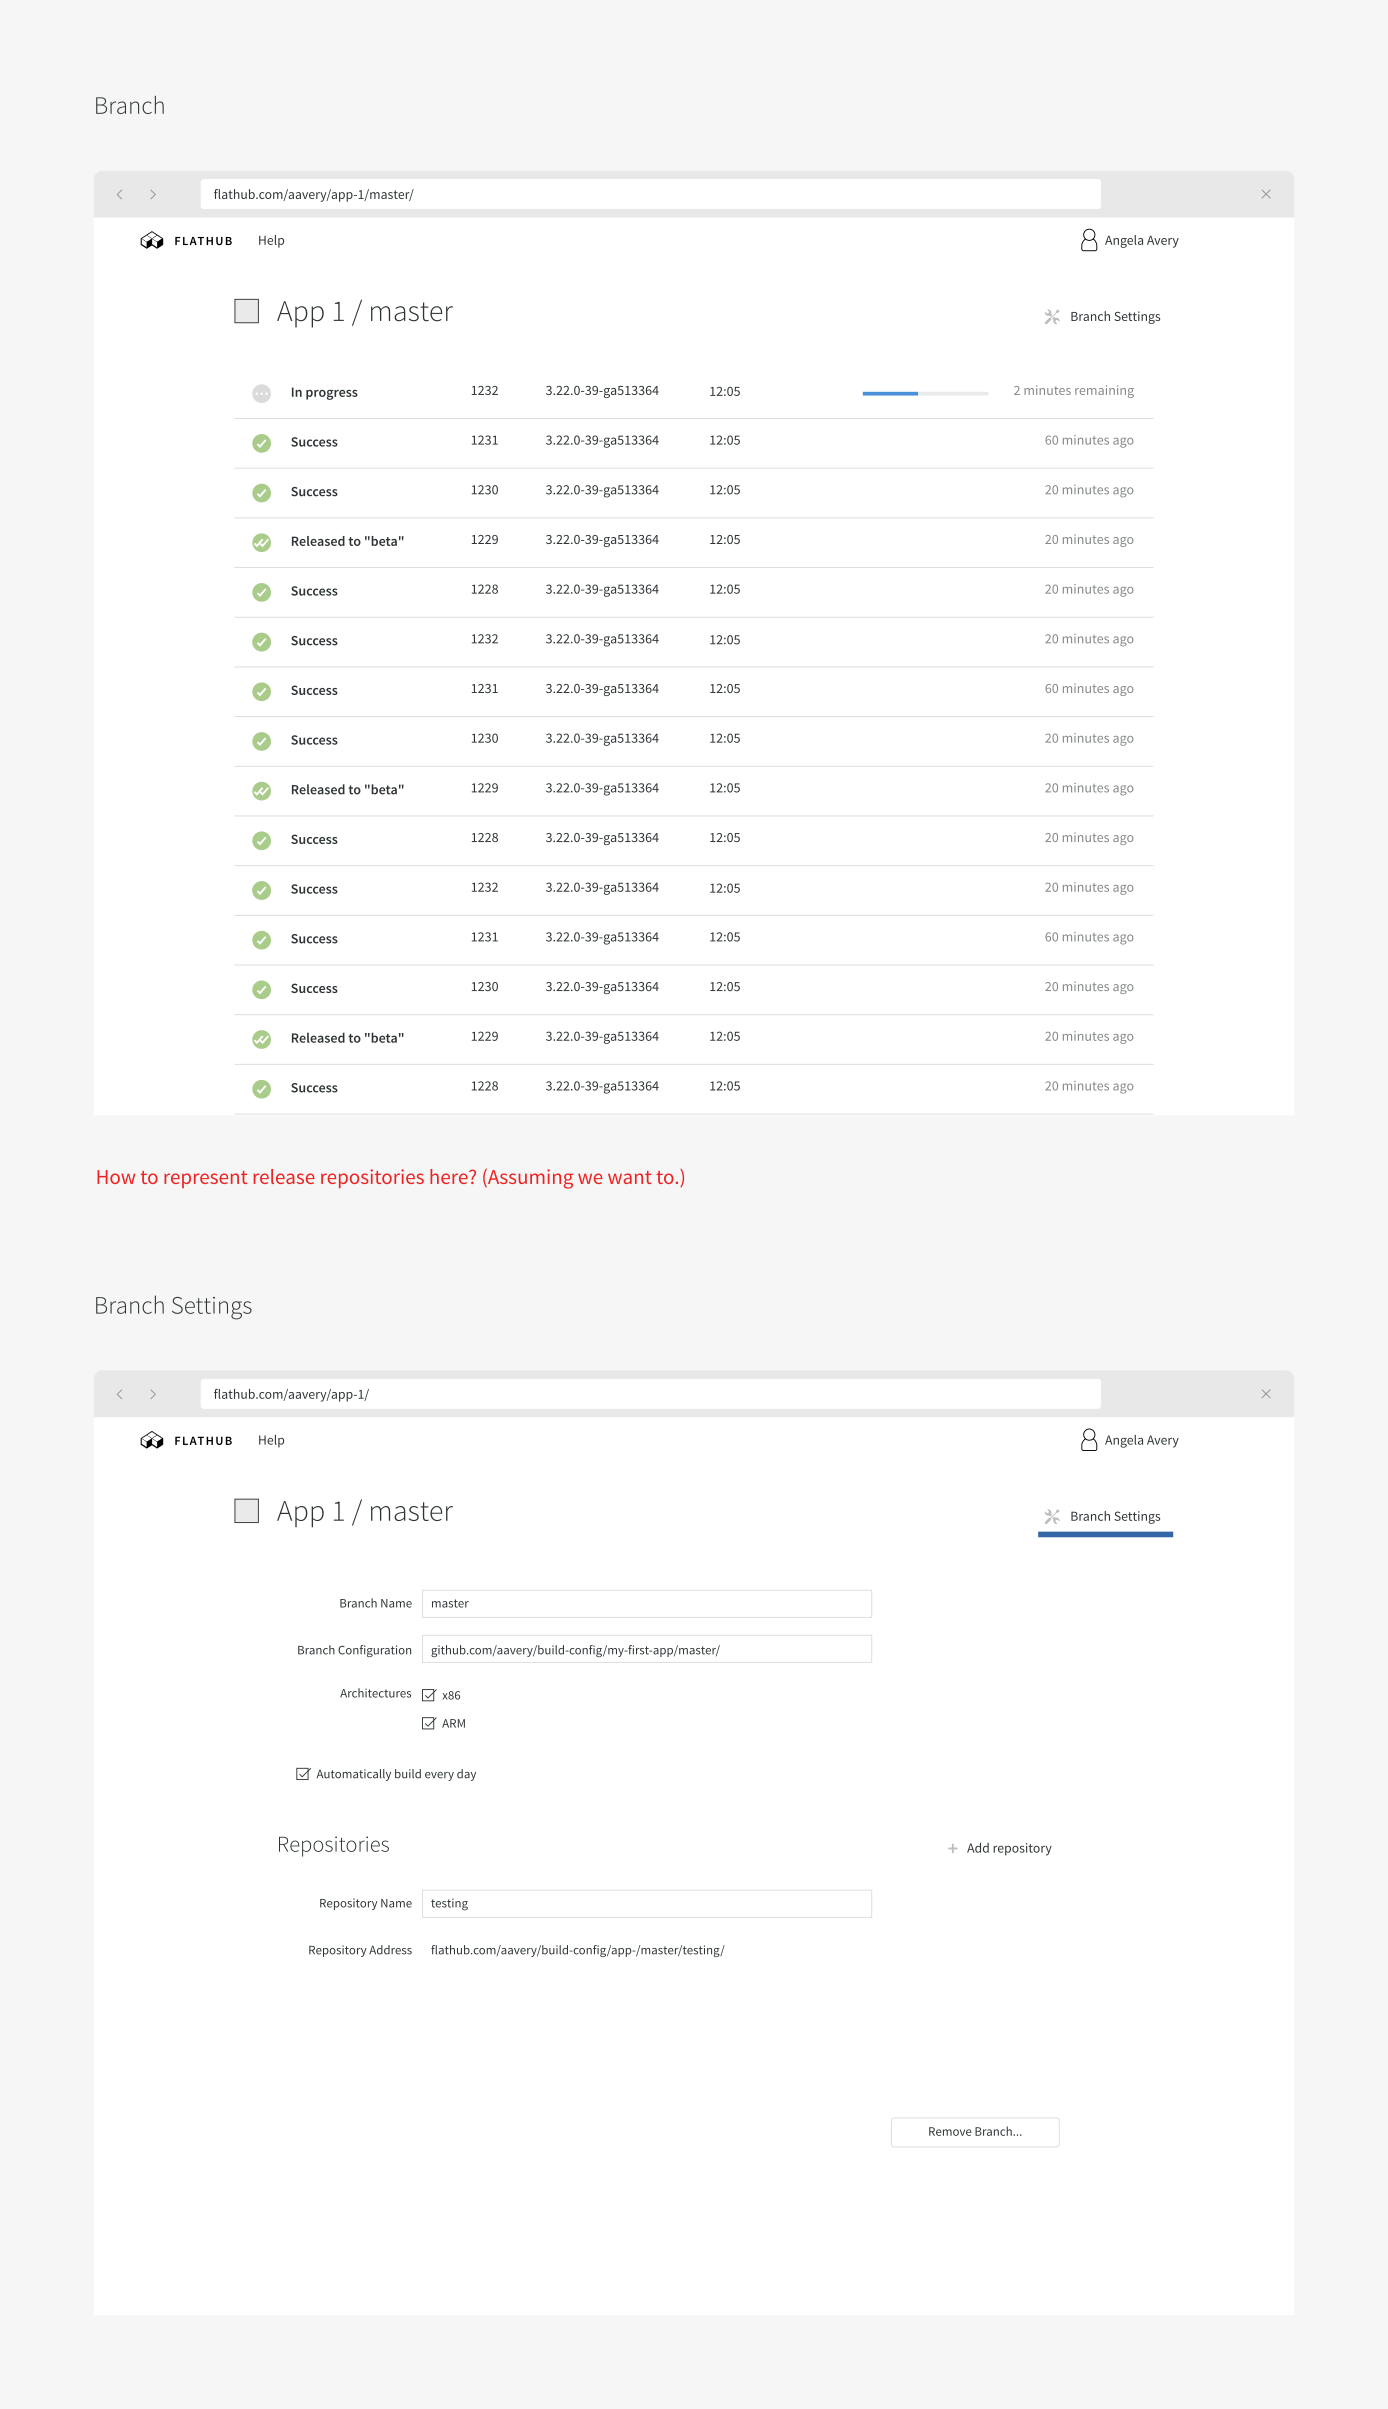 Branch
flathub.com/aavery/app-1/master/
FLATHUB Help Angela Avery
App 1 / master Branch Settings
In progress 1232 3.22.0-39-ga513364 12:05 2 minutes remaining
Success 1231 3.22.0-39-ga513364 12:05 60 minutes ago
Success 1230 3.22.0-39-ga513364 12:05 20 minutes ago
Released to "beta" 1229 3.22.0-39-ga513364 12:05 20 minutes ago
Success 1228 3.22.0-39-ga513364 12:05 20 minutes ago
Success 1232 3.22.0-39-ga513364 12:05 20 minutes ago
Success 1231 3.22.0-39-ga513364 12:05 60 minutes ago
Success 1230 3.22.0-39-ga513364 12:05 20 minutes ago
Released to "beta" 1229 3.22.0-39-ga513364 12:05 20 minutes ago
Success 1228 3.22.0-39-ga513364 12:05 20 minutes ago
Success 1232 3.22.0-39-ga513364 12:05 20 minutes ago
Success 1231 3.22.0-39-ga513364 12:05 60 minutes ago
Success 1230 3.22.0-39-ga513364 12:05 20 minutes ago
Released to "beta" 1229 3.22.0-39-ga513364 12:05 20 minutes ago
Success 1228 3.22.0-39-ga513364 12:05 20 minutes ago
How to represent release repositories here? (Assuming we want to.)
Branch Settings
flathub.com/aavery/app-1/
FLATHUB Help Angela Avery
App 1 / master Branch Settings
Branch Name master
Branch Configuration github.com/aavery/build-config/my-first-app/master/
Architectures x86
ARM
Automatically build every day
Repositories + Add repository
Repository Name testing
Repository Address flathub.com/aavery/build-config/app-/master/testing/
Remove Branch...